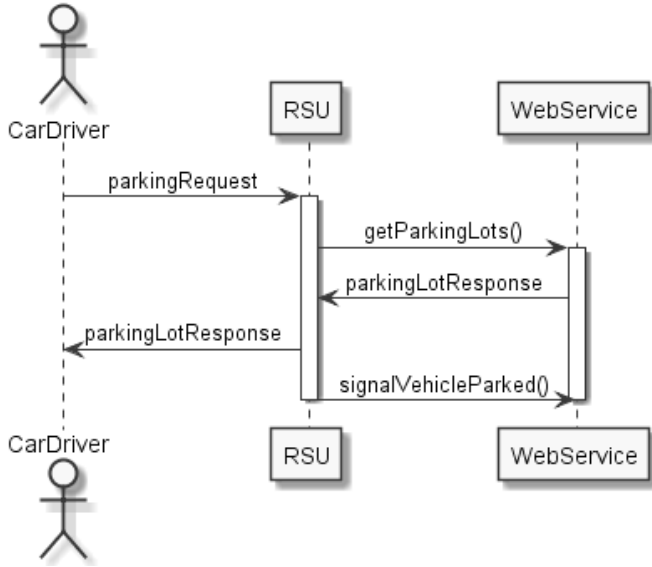 CarDriver
RSU
WebService
parkingRequest
getParkingLots()
parkingLotResponse
parkingLotResponse
signalVehicleParked()
CarDriver
RSU
WebService